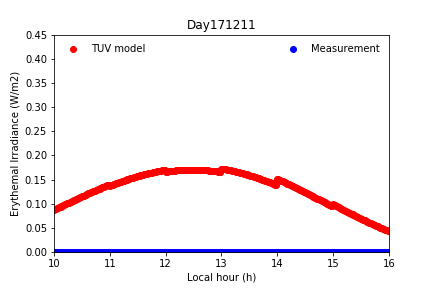 Day171211
TUV model
Measurement
Erythemal Irradiance (W/m2)
0.45
0.40
0.35
0.30
0.25
0.20
0.15
0.10
0.05
0.00
10 11 12 13 14 15 16
Local hour (h)